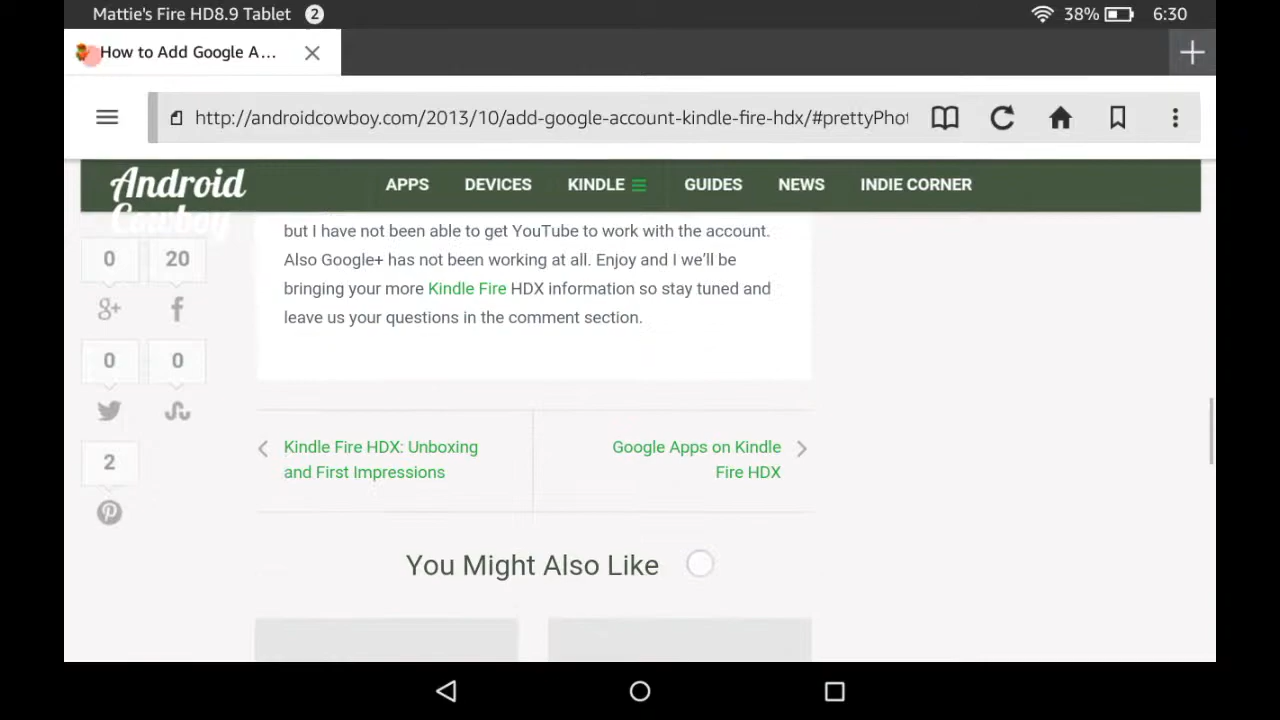 Mattie's Fire HD8.9 Tablet 2 38% 6:30
How to Add Google A...
http://androidcowboy.com/2013/10/add-google-account-kindle-fire-hdx/#prettyPhot
Android
Cowboy
APPS DEVICES KINDLE GUIDES NEWS INDIE CORNER
but I have not been able to get YouTube to work with the account.
Also Google+ has not been working at all. Enjoy and I we'll be
bringing your more Kindle Fire HDX information so stay tuned and
leave us your questions in the comment section.
0 20
g+ f
0 0
2
Kindle Fire HDX: Unboxing
and First Impressions
Google Apps on Kindle
Fire HDX
You Might Also Like